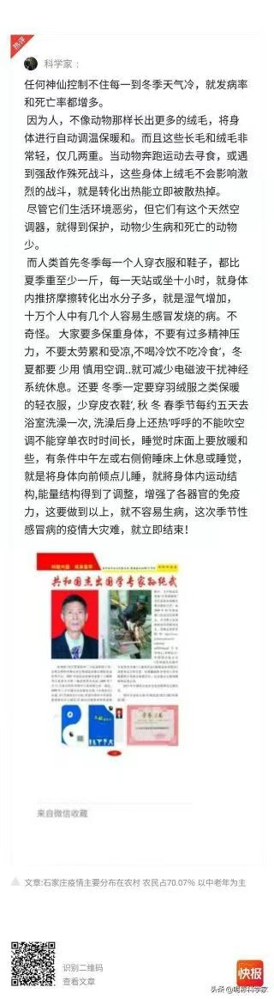 热评
科学家：
任何神仙控制不住每一到冬季天气冷，就发病率
和死亡率都增多。
因为人，不像动物那样长出更多的绒毛，将身
体进行自动调温保暖和。而且这些长毛和绒毛非
常轻，仅几两重。当动物奔跑运动去寻食，或遇
到强敌作殊死战斗，这些身上绒毛不会影响激
烈的战斗，就是转化出热能立即被散热掉。
尽管它们生活环境恶劣，但它们有这个天然空
调器，就得到保护，动物少生病和死亡的动物
少。
而人类首先冬季每一个人穿衣服和鞋子，都比
夏季重至少一斤，每一天站或坐十小时，就身体
内推挤摩擦转化出水分子多，就是湿气增加，
十万个人中有几个人容易生感冒发烧的病。不
奇怪。 大家要多保重身体，不要有过多精神压
力，不要太劳累和受凉,不喝冷饮不吃冷食'，冬
夏都要 少用 慎用空调..就可减少电磁波干扰神经
系统休息。还要 冬季一定要穿羽绒服之类保暖
的轻衣服，少穿皮衣鞋', 秋 冬 春季节每约五天去
浴室洗澡一次, 洗澡后身上还热'呼呼的不能吹空
调不能穿单衣时时间长，睡觉时床面上要放暖和
些，有条件中午左或右侧俯睡床上休息或睡觉，
就是将身体向前倾点儿睡，就將身体内运动结
构,能量结构得到了调整，增强了各器官的免疫
力，这要做到以上，就不容易生病，这次季节性
感冒病的疫情大灾难，就立即结束！
共和国杰出国学专家孙纯武
来自微信收藏
文章:石家庄疫情主要分布在农村 农民占70.07% 以中老年为主
识别二维码
查看文章
快报
头条@昵称科学家